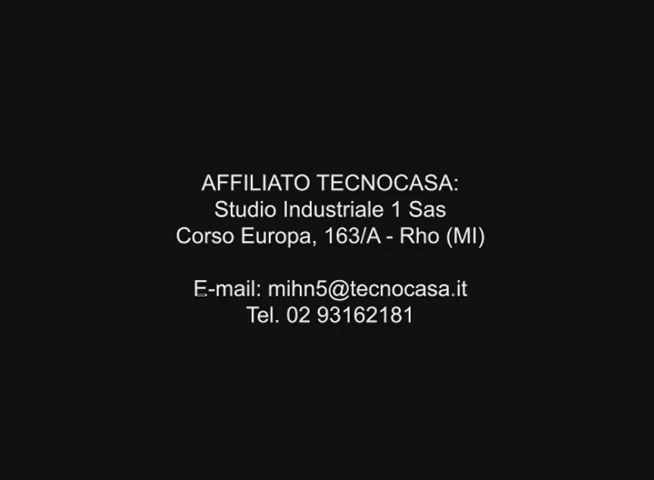 AFFILIATO TECNOCASA:
Studio Industriale 1 Sas
Corso Europa, 163/A - Rho (MI)
E-mail: mihn5@tecnocasa.it
Tel. 02 93162181